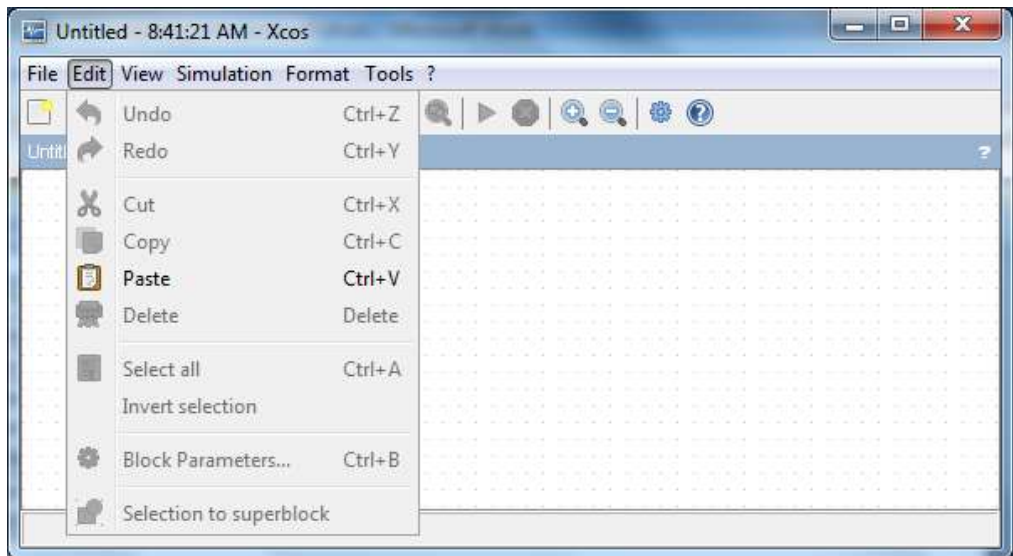 Untitled - 8:41:21 AM - Xcos
File Edit View Simulation Format Tools ?
Undo Ctrl+Z
Untitl ?
Redo Ctrl+Y
Cut Ctrl+X
Copy Ctrl+C
Paste Ctrl+V
Delete Delete
Select all Ctrl+A
Invert selection
Block Parameters... Ctrl+B
Selection to superblock